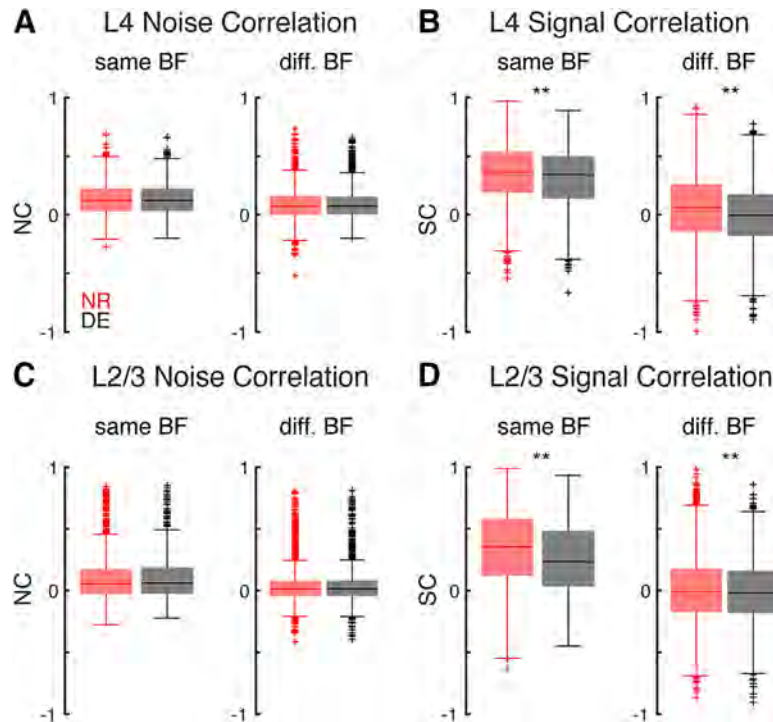 A L4 Noise Correlation
same BF diff. BF
1
0
-1
NC
NR
DE
1
0
-1
B L4 Signal Correlation
same BF diff. BF
** **
1
0
-1
SC
1
0
-1
C L2/3 Noise Correlation
same BF diff. BF
1
0
-1
NC
1
0
-1
D L2/3 Signal Correlation
same BF diff. BF
** **
1
0
-1
SC
1
0
-1